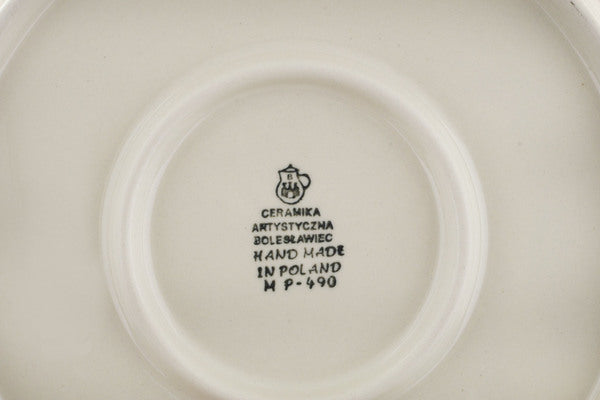 B
CERAMIKA
ARTYSTYCZNA
BOLESŁAWIEC
HAND MADE
IN POLAND
M P-490